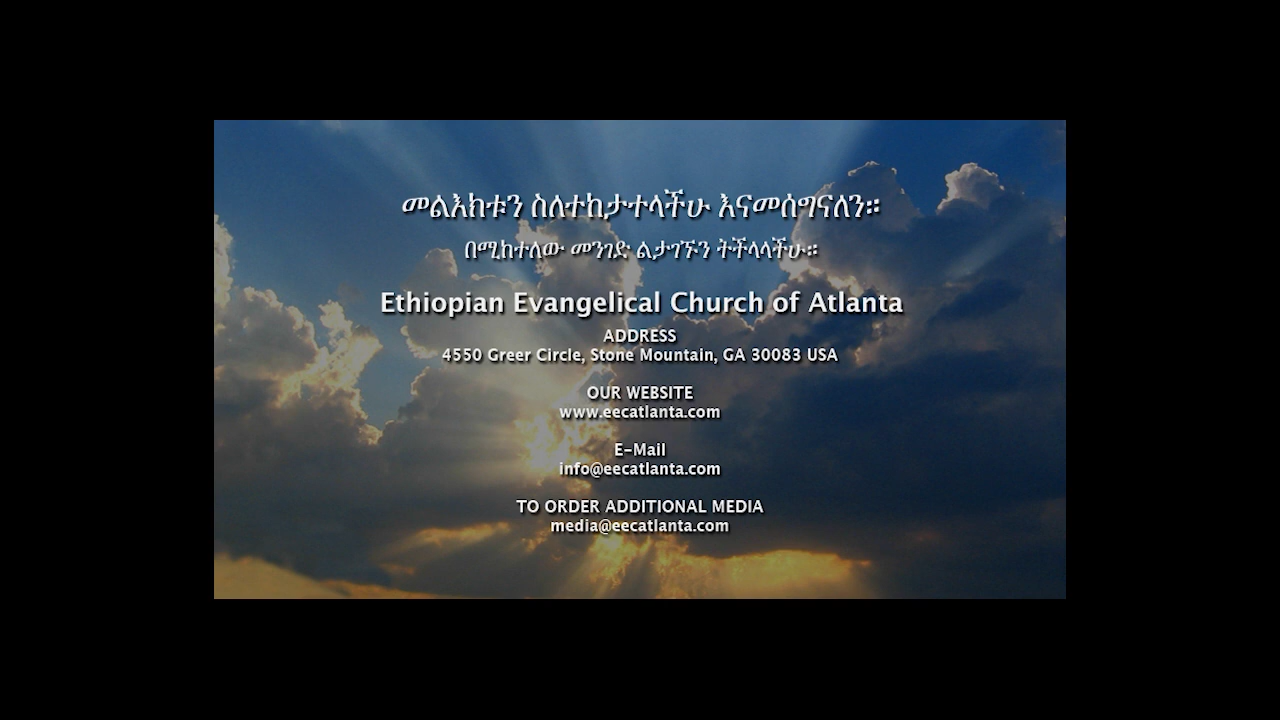 መልእክቱን ስለተከታተላችሁ እናመሰግናለን።
በሚከተለው መንገድ ልታገኙን ትችላላችሁ።
Ethiopian Evangelical Church of Atlanta
ADDRESS
4550 Greer Circle, Stone Mountain, GA 30083 USA
OUR WEBSITE
www.eecatlanta.com
E-Mail
info@eecatlanta.com
TO ORDER ADDITIONAL MEDIA
media@eecatlanta.com